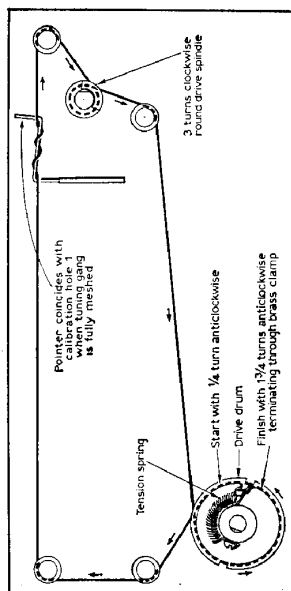 3 turns clockwise
round drive spindle
Pointer coincides with
calibration hole 1
when tuning gang
is fully meshed
Tension spring
Start with 1/4 turn anticlockwise
Drive drum
Finish with 1 3/4 turns anticlockwise
terminating through brass clamp